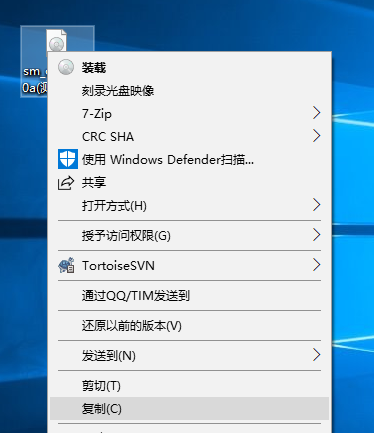 sm_
0a(测
装载
刻录光盘映像
7-Zip
CRC SHA
使用 Windows Defender扫描...
共享
打开方式(H)
授予访问权限(G)
TortoiseSVN
通过QQ/TIM发送到
还原以前的版本(V)
发送到(N)
剪切(T)
复制(C)